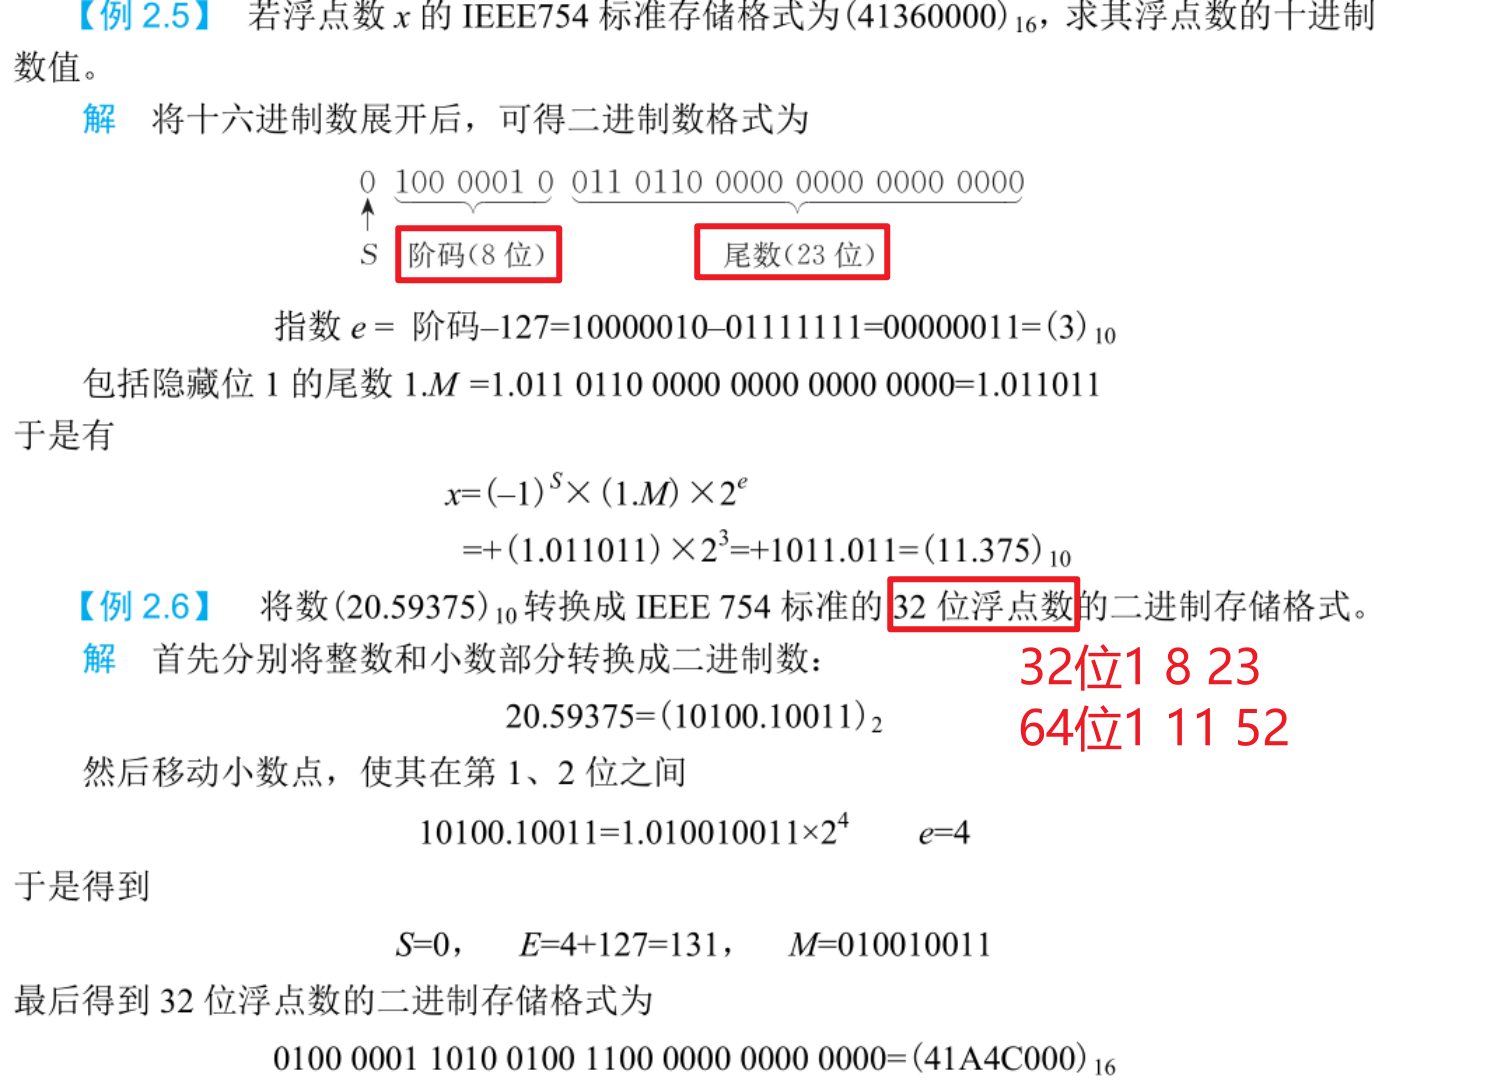 【例 2.5】 若浮点数 x 的 IEEE754 标准存储格式为(41360000)₁₆，求其浮点数的十进制
数值。
解 将十六进制数展开后，可得二进制数格式为
0 100 0001 0 011 0110 0000 0000 0000 0000
S 阶码(8 位) 尾数(23 位)
指数 e = 阶码–127=10000010–01111111=00000011=(3)₁₀
包括隐藏位 1 的尾数 1.M =1.011 0110 0000 0000 0000 0000=1.011011
于是有
x=(–1)ˢ×(1.M)×2ᵉ
=+(1.011011)×2³=+1011.011=(11.375)₁₀
【例 2.6】 将数(20.59375)₁₀转换成 IEEE 754 标准的 32 位浮点数的二进制存储格式。
解 首先分别将整数和小数部分转换成二进制数：
32位1 8 23
20.59375=(10100.10011)₂
64位1 11 52
然后移动小数点，使其在第 1、2 位之间
10100.10011=1.010010011×2⁴ e=4
于是得到
S=0， E=4+127=131， M=010010011
最后得到 32 位浮点数的二进制存储格式为
0100 0001 1010 0100 1100 0000 0000 0000=(41A4C000)₁₆